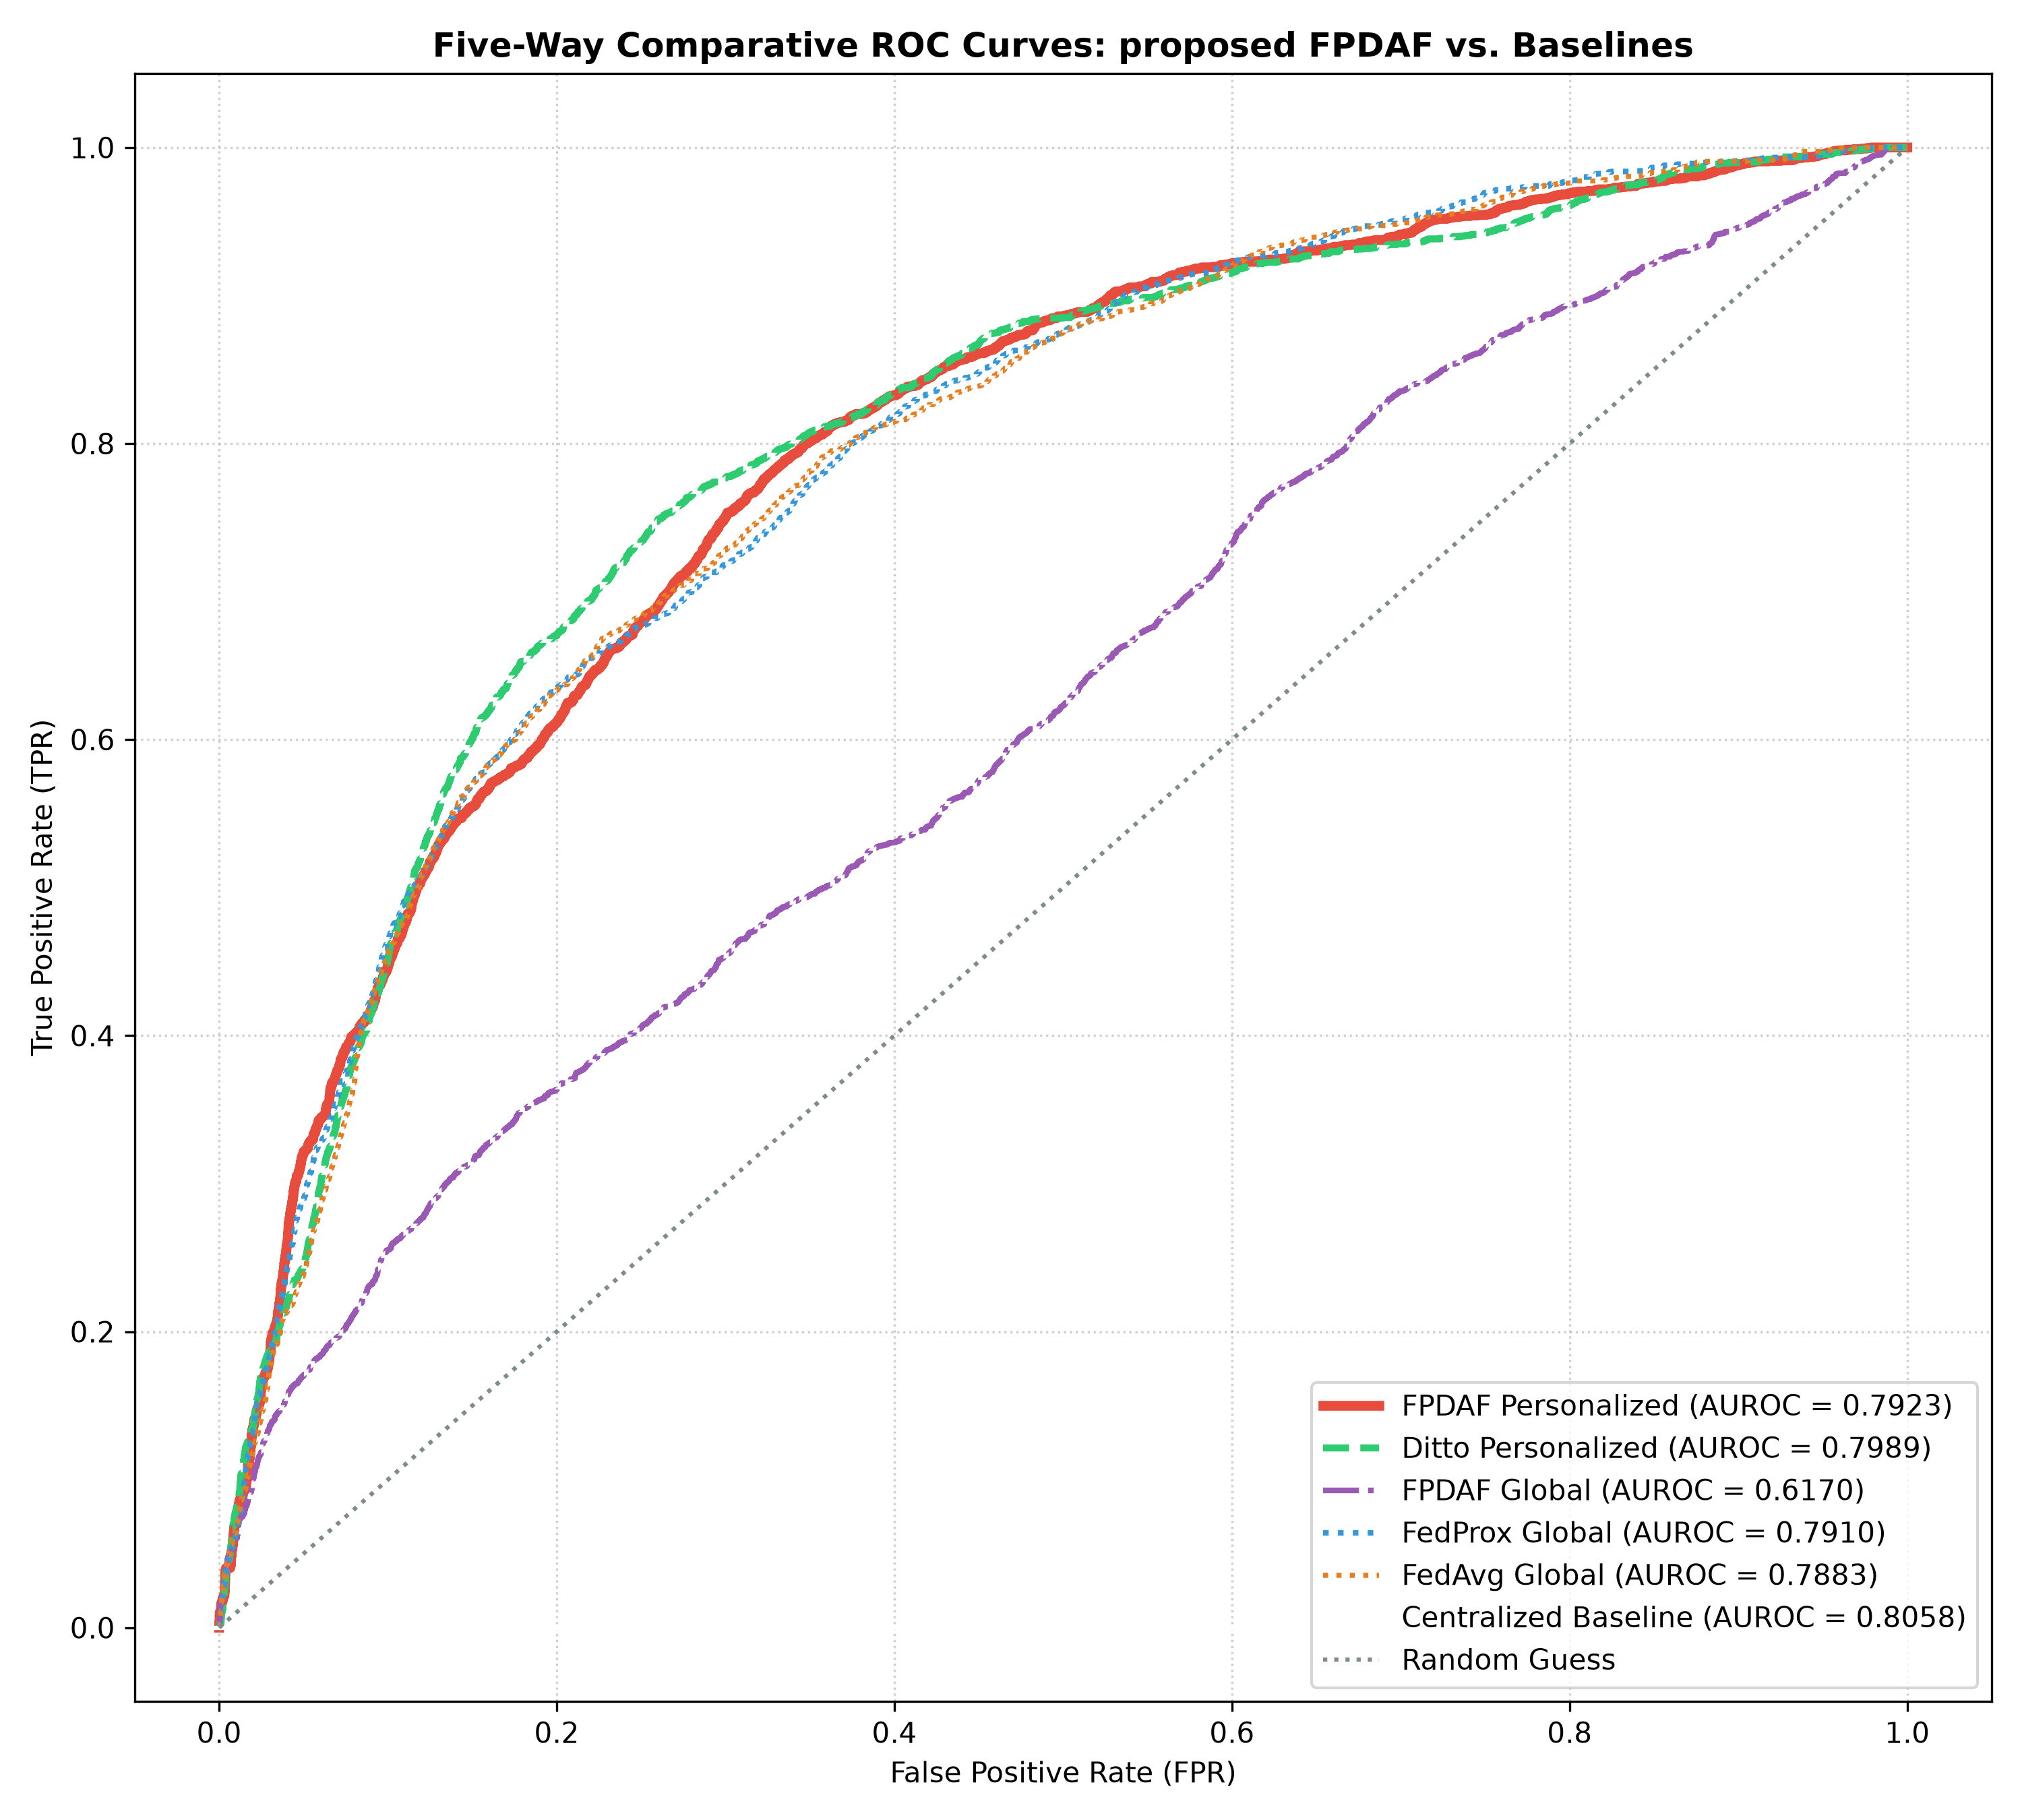 Five-Way Comparative ROC Curves: proposed FPDAF vs. Baselines
True Positive Rate (TPR)
1.0
0.8
0.6
0.4
0.2
0.0
FPDAF Personalized (AUROC = 0.7923)
Ditto Personalized (AUROC = 0.7989)
FPDAF Global (AUROC = 0.6170)
FedProx Global (AUROC = 0.7910)
FedAvg Global (AUROC = 0.7883)
Centralized Baseline (AUROC = 0.8058)
Random Guess
0.0 0.2 0.4 0.6 0.8 1.0
False Positive Rate (FPR)